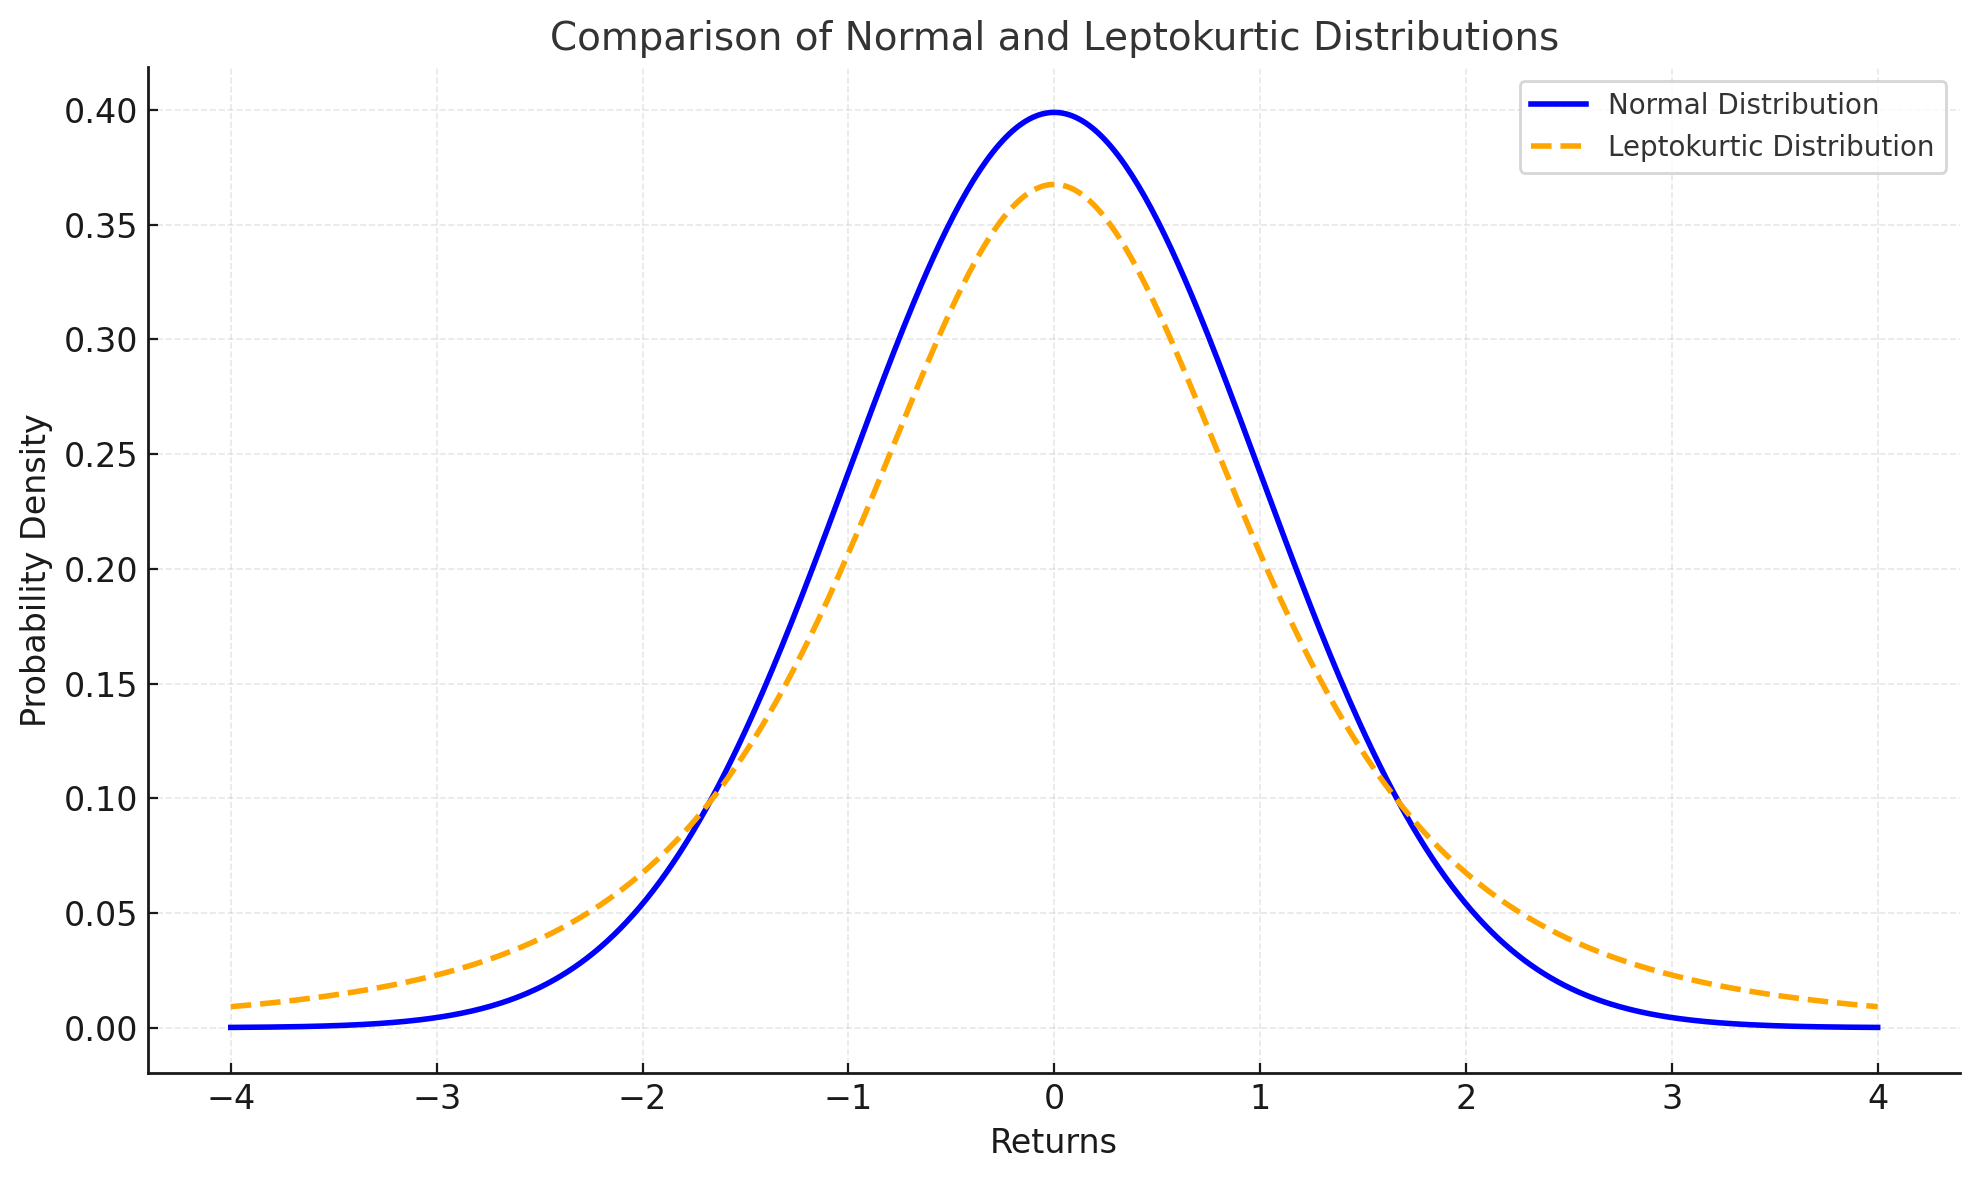 Comparison of Normal and Leptokurtic Distributions
Normal Distribution
Leptokurtic Distribution
Probability Density
0.40
0.35
0.30
0.25
0.20
0.15
0.10
0.05
0.00
−4 −3 −2 −1 0 1 2 3 4
Returns